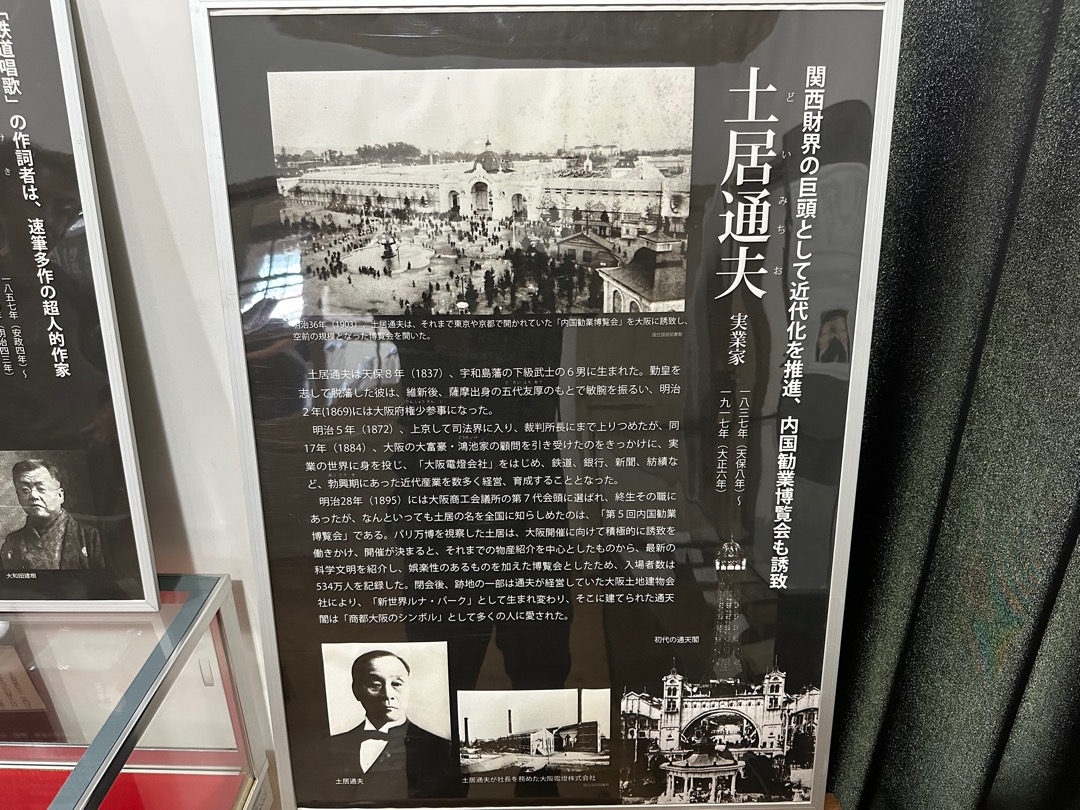 関西財界の巨頭として近代化を推進、内国勧業博覧会も誘致
土居通夫
どいみちお
実業家
一八三七年（天保八年）〜
一九一七年（大正六年）
明治36年（1903）、土居通夫は、それまで東京や京都で開かれていた「内国勧業博覧会」を大阪に誘致し、
空前の規模となった博覧会を開いた。
国立国会図書館
土居通夫は天保８年（1837）、宇和島藩の下級武士の６男に生まれた。勤皇を
志して脱藩した彼は、維新後、薩摩出身の五代友厚のもとで敏腕を振るい、明治
２年(1869)には大阪府権少参事になった。
明治５年（1872）、上京して司法界に入り、裁判所長にまで上りつめたが、同
17年（1884）、大阪の大富豪・鴻池家の顧問を引き受けたのをきっかけに、実
業の世界に身を投じ、「大阪電燈会社」をはじめ、鉄道、銀行、新聞、紡績な
ど、勃興期にあった近代産業を数多く経営、育成することとなった。
明治28年（1895）には大阪商工会議所の第７代会頭に選ばれ、終生その職に
あったが、なんといっても土居の名を全国に知らしめたのは、「第５回内国勧業
博覧会」である。パリ万博を視察した土居は、大阪開催に向けて積極的に誘致を
働きかけ、開催が決まると、それまでの物産紹介を中心としたものから、最新の
科学文明を紹介し、娯楽性のあるものを加えた博覧会としたため、入場者数は
534万人を記録した。閉会後、跡地の一部は通夫が経営していた大阪土地建物会
社により、「新世界ルナ・パーク」として生まれ変わり、そこに建てられた通天
閣は「商都大阪のシンボル」として多くの人に愛された。
初代の通天閣
土居通夫
土居通夫が社長を務めた大阪電燈株式会社
「鉄道唱歌」の作詞者は、速筆多作の超人的作家
一八五七年（安政四年）〜
（明治四三年）
大和田建樹